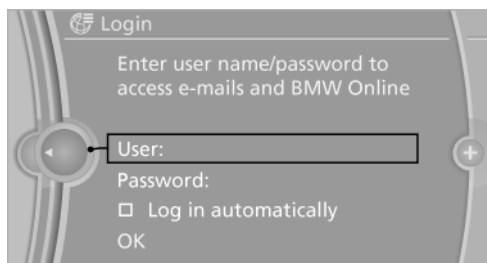 Login
Enter user name/password to
access e-mails and BMW Online
User:
Password:
Log in automatically
OK